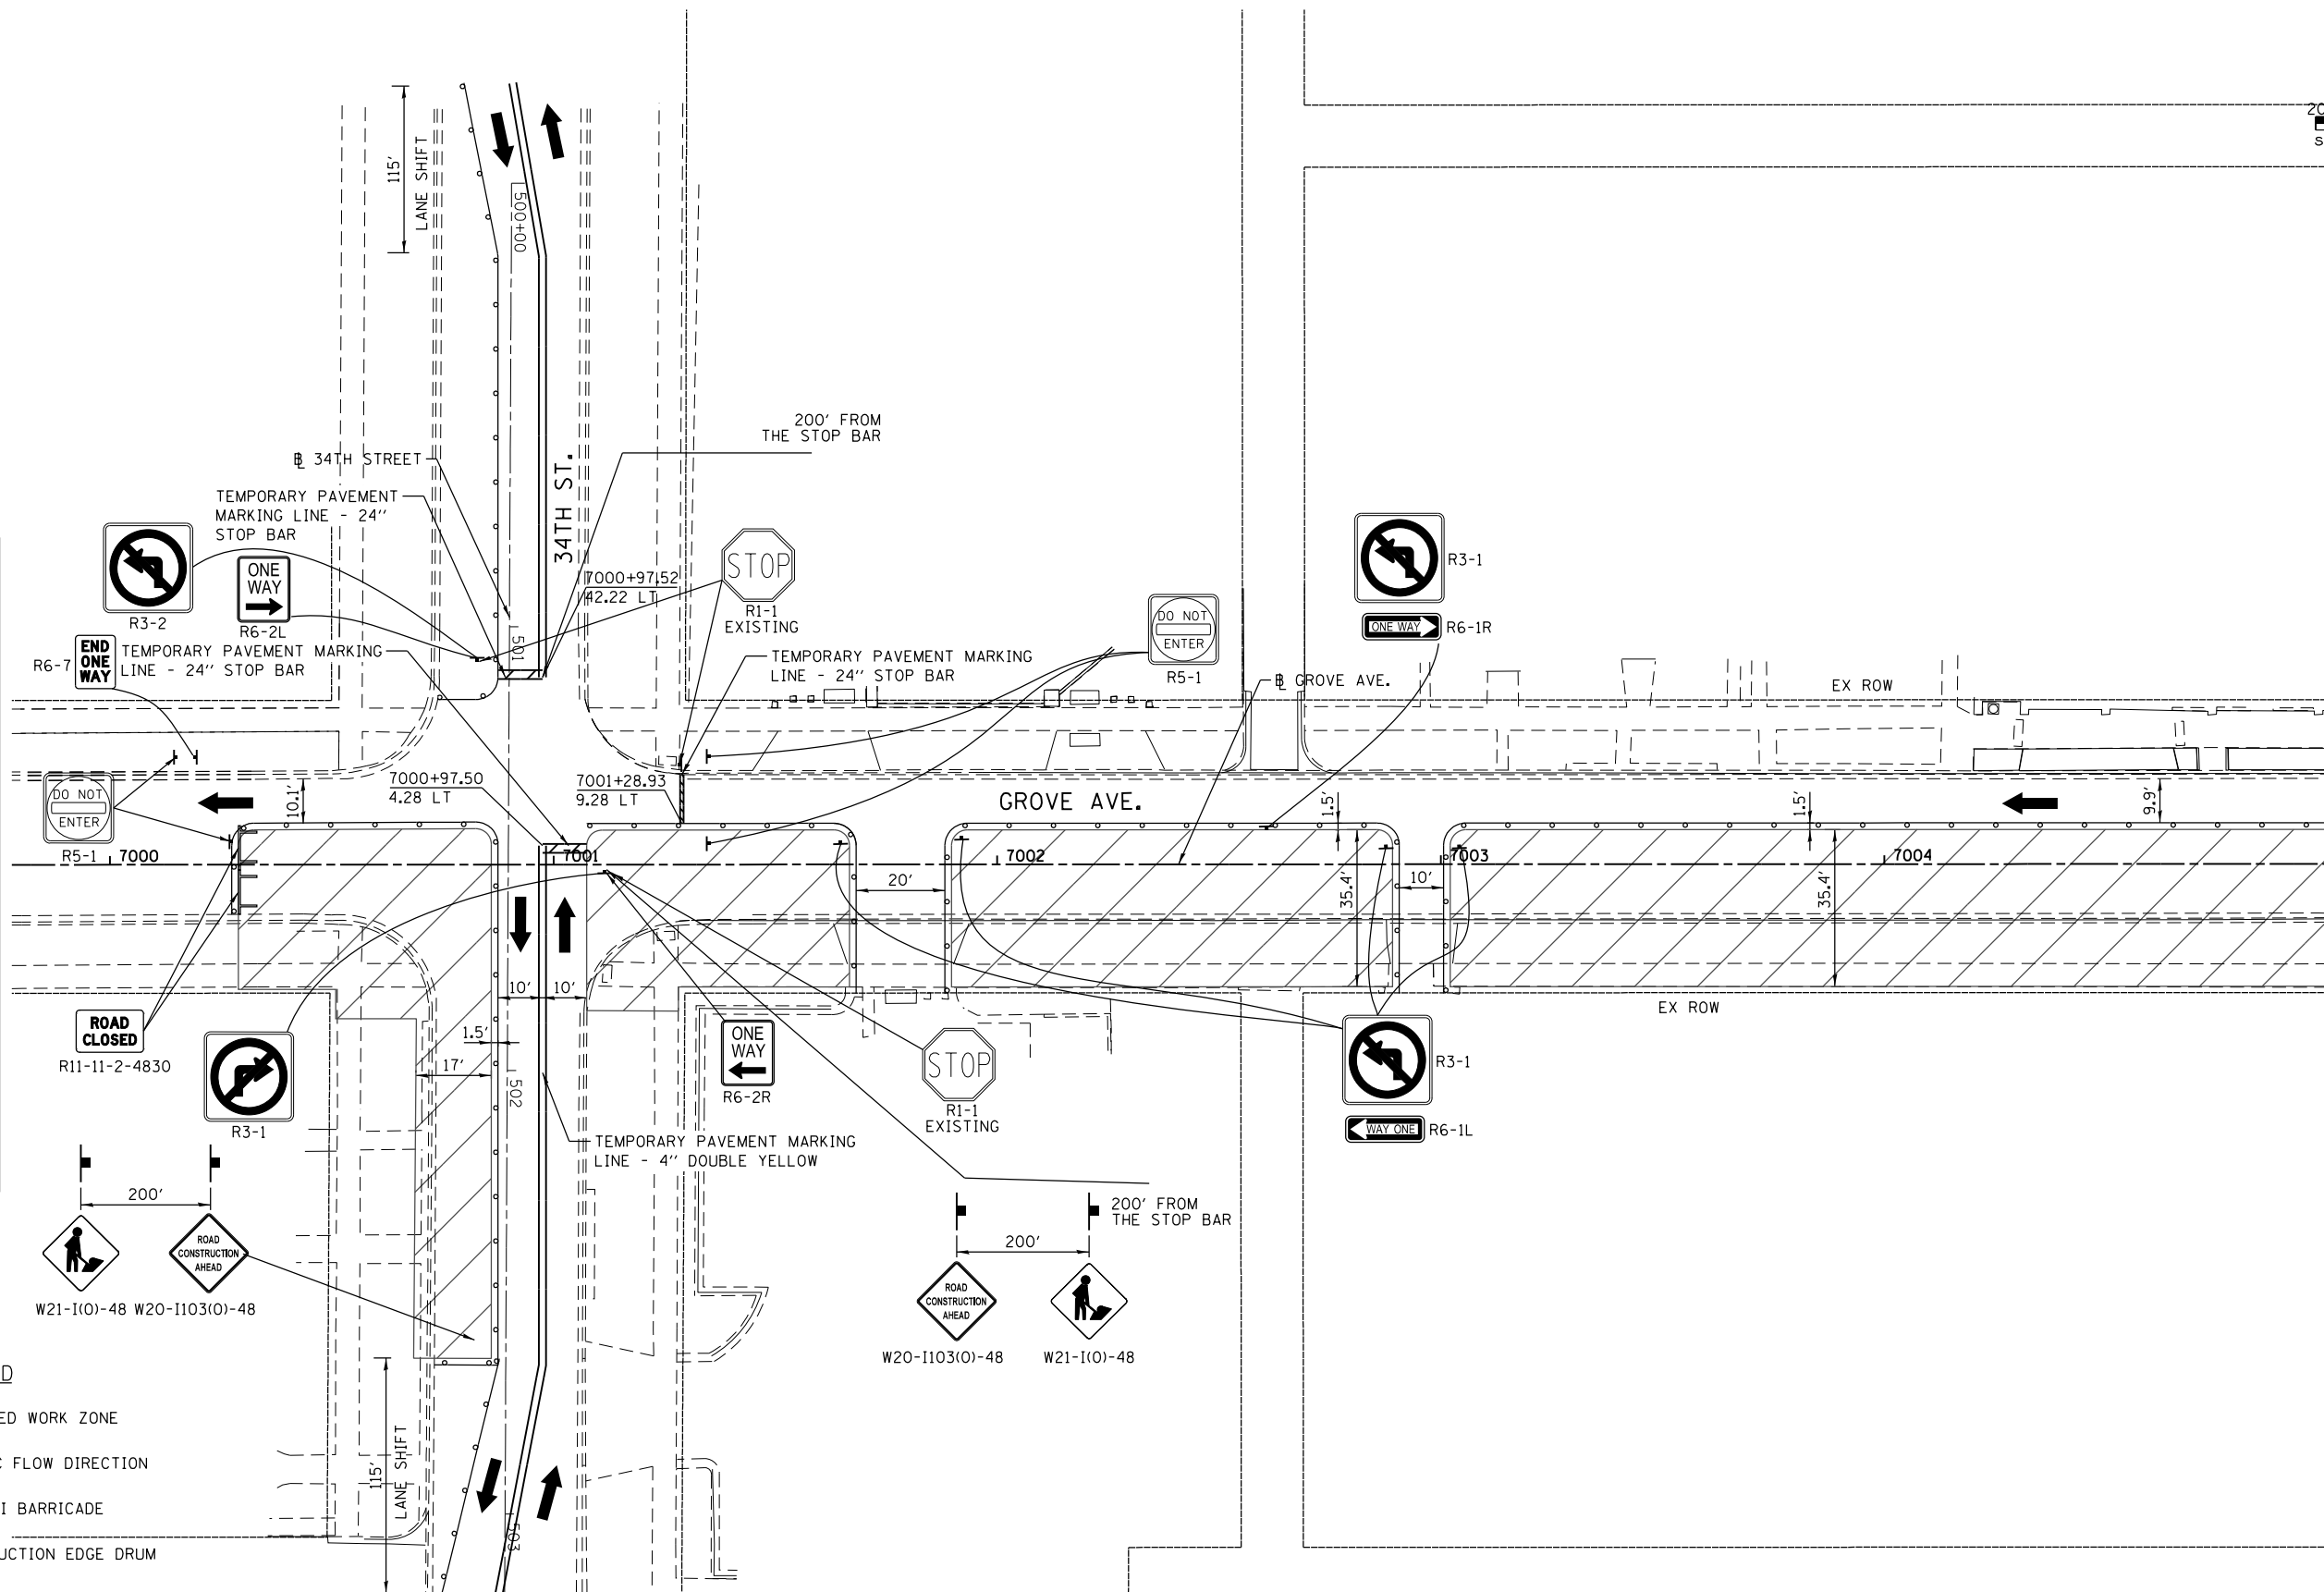 20
S
115'
LANE SHIFT
500+00
200' FROM
THE STOP BAR
℄ 34TH STREET
34TH ST.
TEMPORARY PAVEMENT
MARKING LINE - 24''
STOP BAR
R3-2
ONE
WAY
R6-2L
STOP
R1-1
EXISTING
7000+97.52
42.22 LT
501
R6-7
END
ONE
WAY
TEMPORARY PAVEMENT MARKING
LINE - 24'' STOP BAR
TEMPORARY PAVEMENT MARKING
LINE - 24'' STOP BAR
DO NOT
ENTER
R5-1
R3-1
ONE WAY
R6-1R
℄ GROVE AVE.
EX ROW
DO NOT
ENTER
R5-1
10.1'
7000+97.50
4.28 LT
7001+28.93
9.28 LT
GROVE AVE.
1.5'
1.5'
9.9'
7000
7001
7002
7003
7004
20'
10'
35.4'
35.4'
10'
10'
EX ROW
ROAD
CLOSED
R11-11-2-4830
R3-1
1.5'
17'
502
ONE
WAY
R6-2R
STOP
R1-1
EXISTING
R3-1
WAY ONE
R6-1L
TEMPORARY PAVEMENT MARKING
LINE - 4'' DOUBLE YELLOW
200'
ROAD
CONSTRUCTION
AHEAD
W21-I(O)-48 W20-I103(O)-48
200' FROM
THE STOP BAR
200'
ROAD
CONSTRUCTION
AHEAD
W20-I103(O)-48
W21-I(O)-48
D
ED WORK ZONE
C FLOW DIRECTION
I BARRICADE
UCTION EDGE DRUM
115'
LANE SHIFT
503